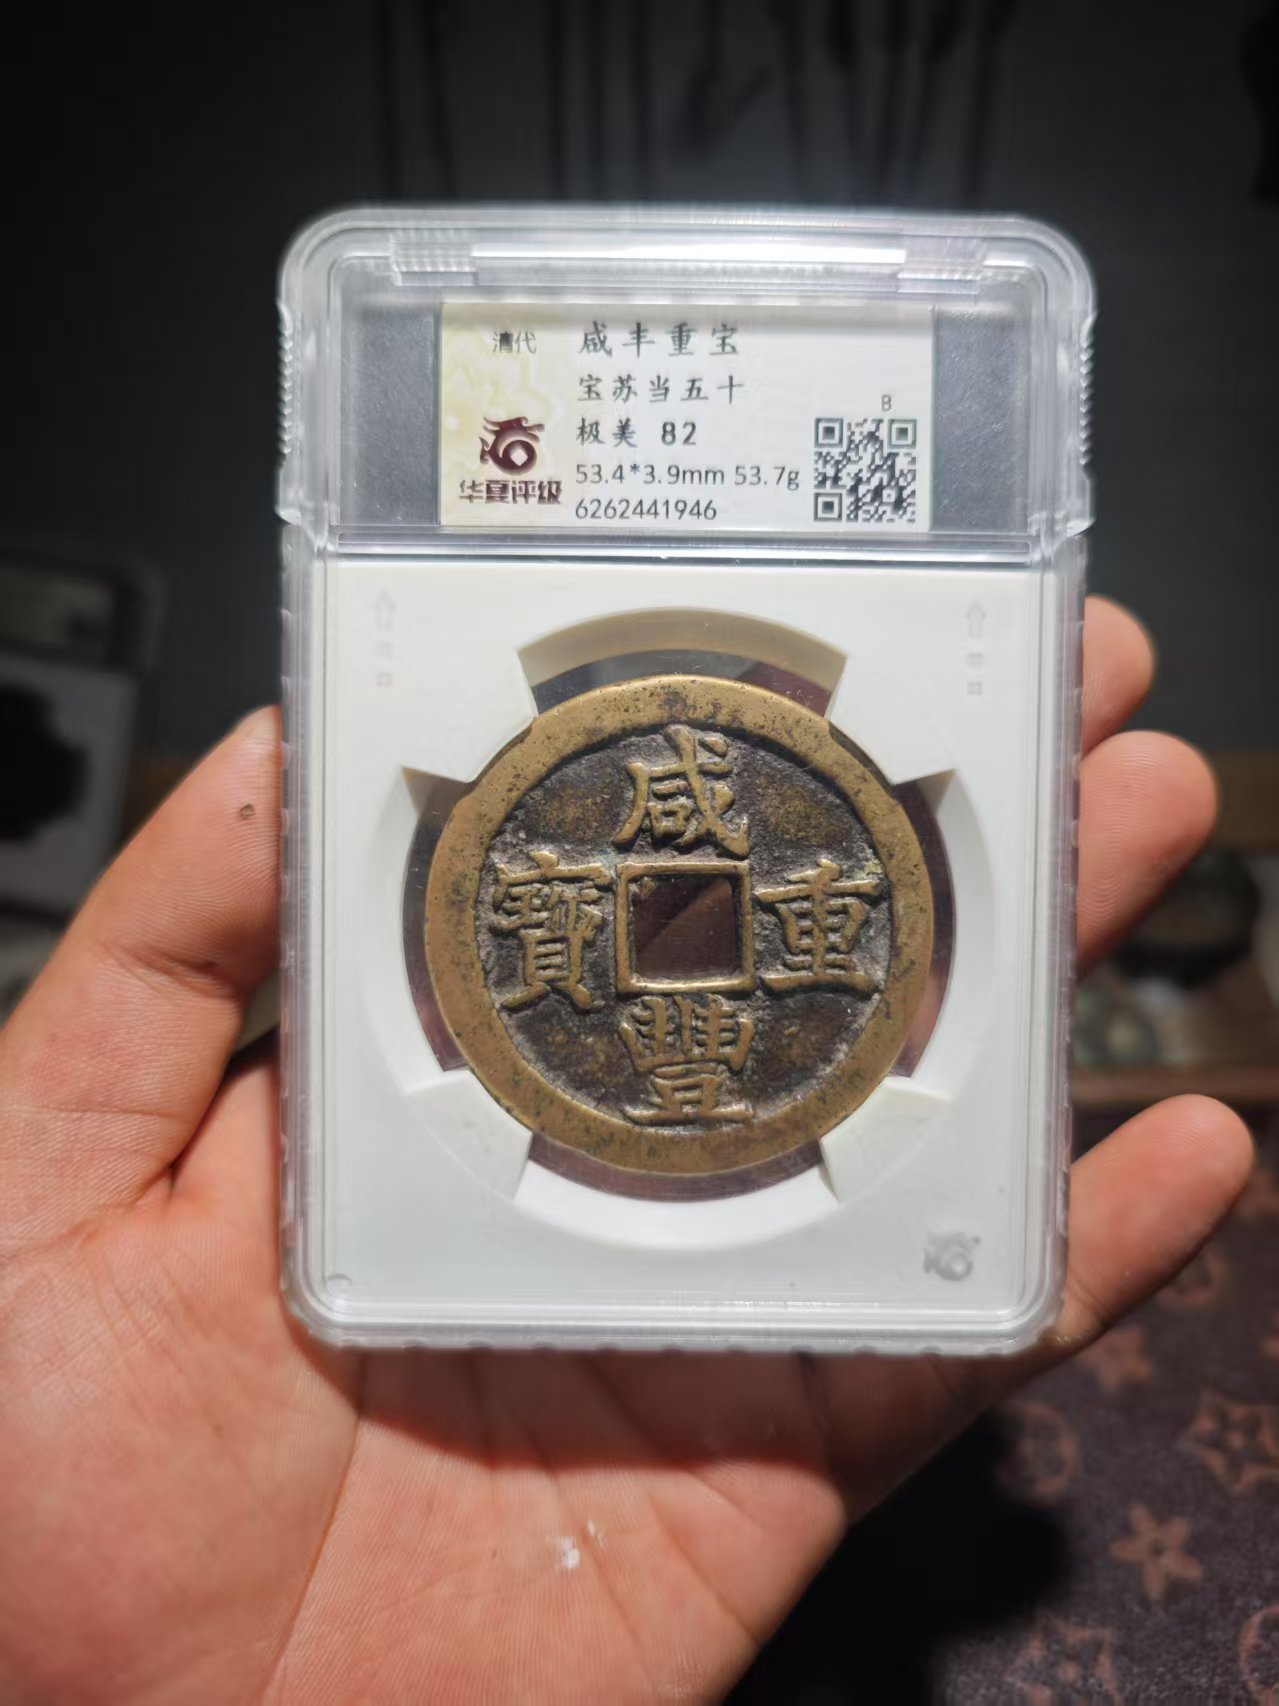 清代 咸丰重宝
宝苏当五十
B
极美 82
华夏评级
53.4*3.9mm 53.7g
6262441946
咸
寶 重
豐